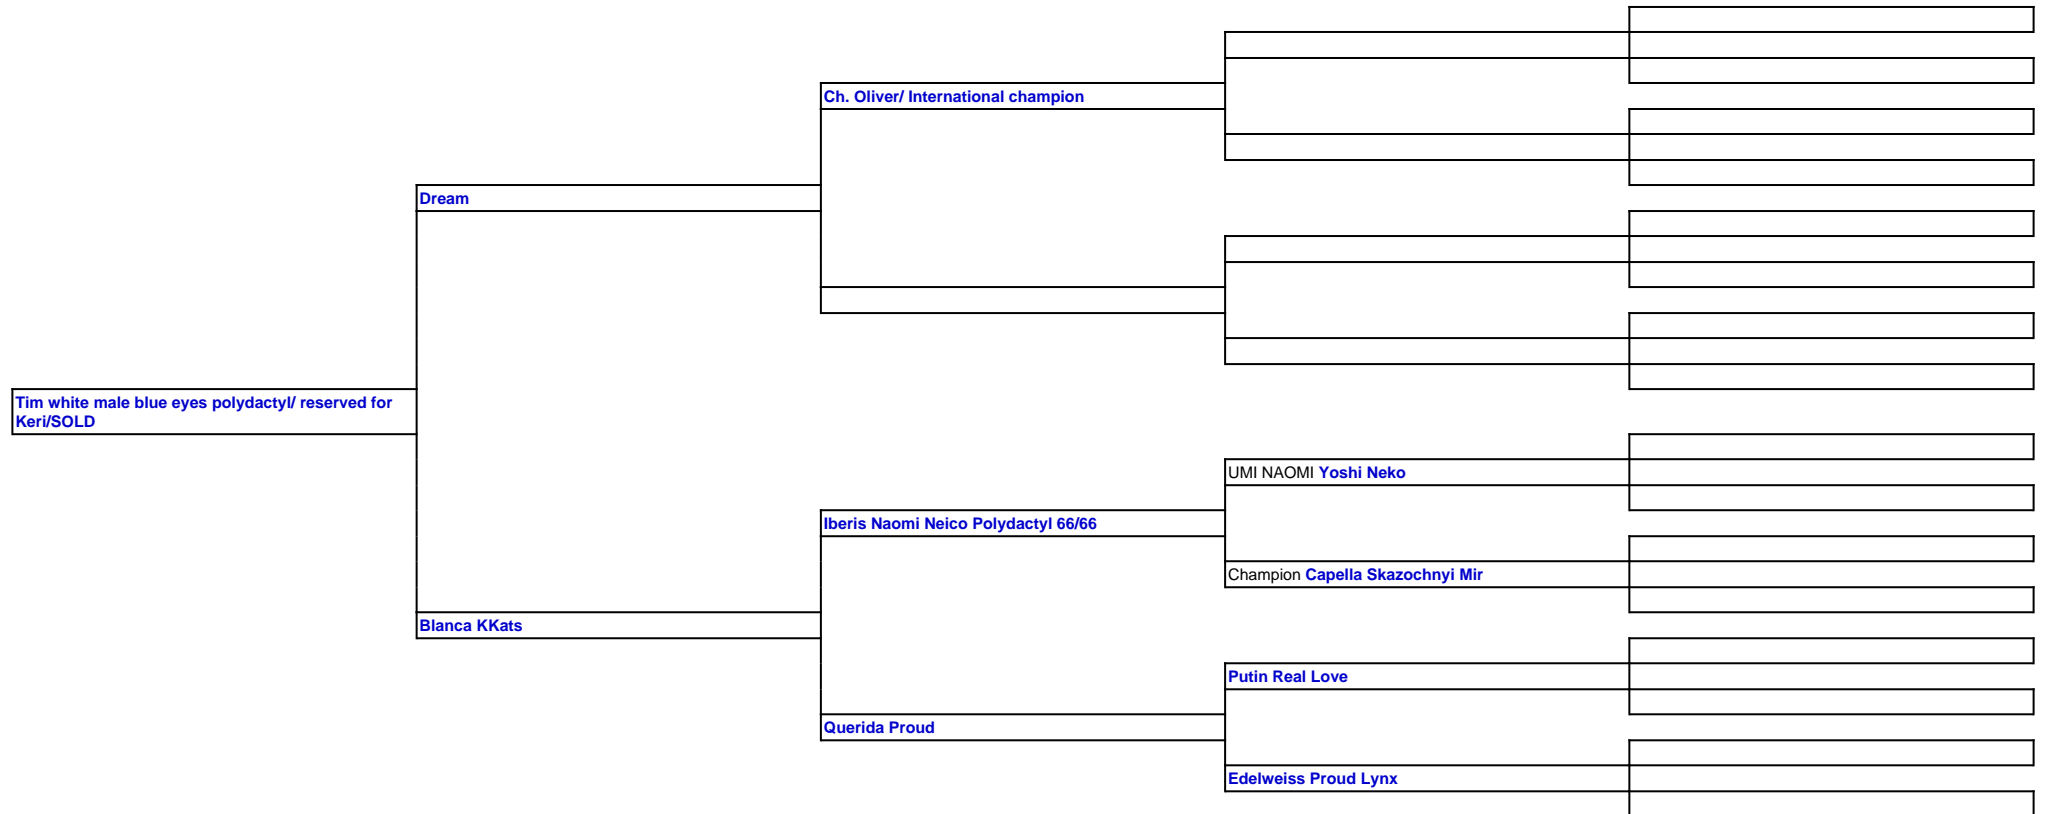 Ch. Oliver/ International champion
Dream
Tim white male blue eyes polydactyl/ reserved for
Keri/SOLD
UMI NAOMI Yoshi Neko
Iberis Naomi Neico Polydactyl 66/66
Champion Capella Skazochnyi Mir
Blanca KKats
Putin Real Love
Querida Proud
Edelweiss Proud Lynx